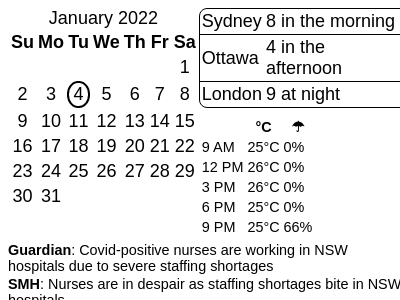 January 2022
Su Mo Tu We Th Fr Sa
1
2 3 4 5 6 7 8
9 10 11 12 13 14 15
16 17 18 19 20 21 22
23 24 25 26 27 28 29
30 31
Sydney 8 in the morning
Ottawa 4 in the
afternoon
London 9 at night
°C ☂
9 AM 25°C 0%
12 PM 26°C 0%
3 PM 26°C 0%
6 PM 25°C 0%
9 PM 25°C 66%
Guardian: Covid-positive nurses are working in NSW
hospitals due to severe staffing shortages
SMH: Nurses are in despair as staffing shortages bite in NSW
hospitals